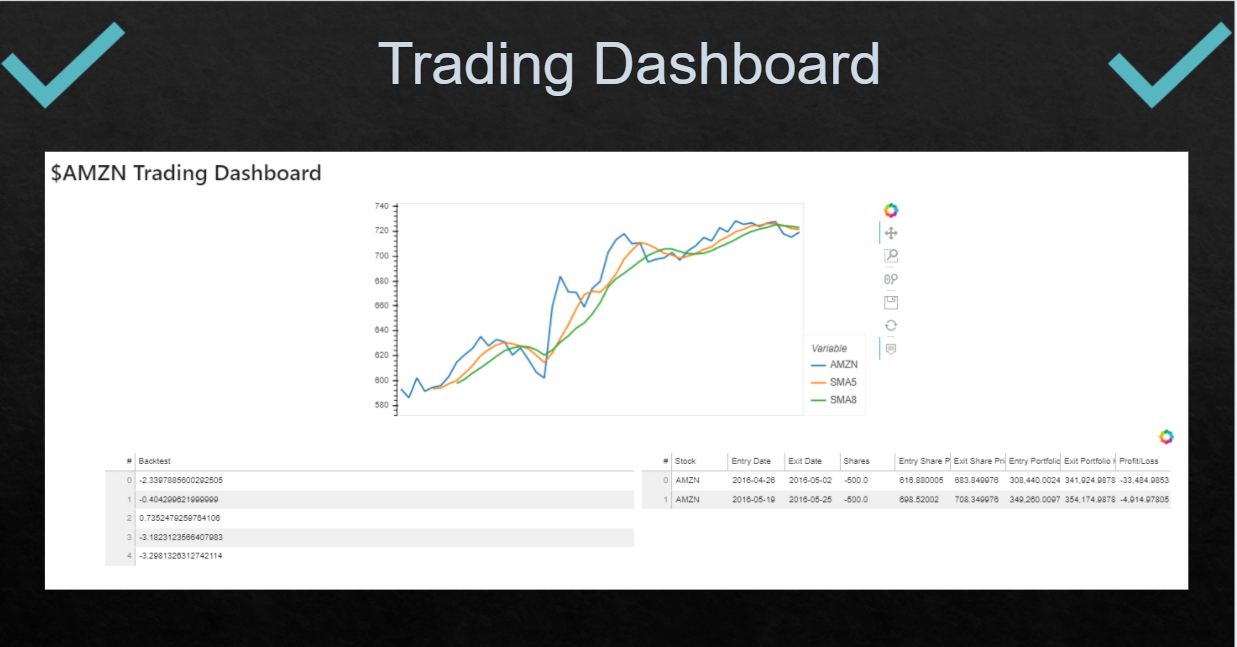 Trading Dashboard
$AMZN Trading Dashboard
740
720
700
680
660
640
620
600
580
Variable
AMZN
SMA5
SMA8
# Backtest
0 -2.3397885600292505
1 -0.404299621999999
2 0.7352479259764106
3 -3.1823123566407983
4 -3.2981326312742114
# Stock Entry Date Exit Date Shares Entry Share P Exit Share Pri Entry Portfolio Exit Portfolio Profit/Loss
0 AMZN 2016-04-26 2016-05-02 -500.0 616.880005 683.849976 308,440.0024 341,924.9878 -33,484.9853
1 AMZN 2016-05-19 2016-05-25 -500.0 698.52002 708.349976 349,260.0097 354,174.9878 -4,914.97805